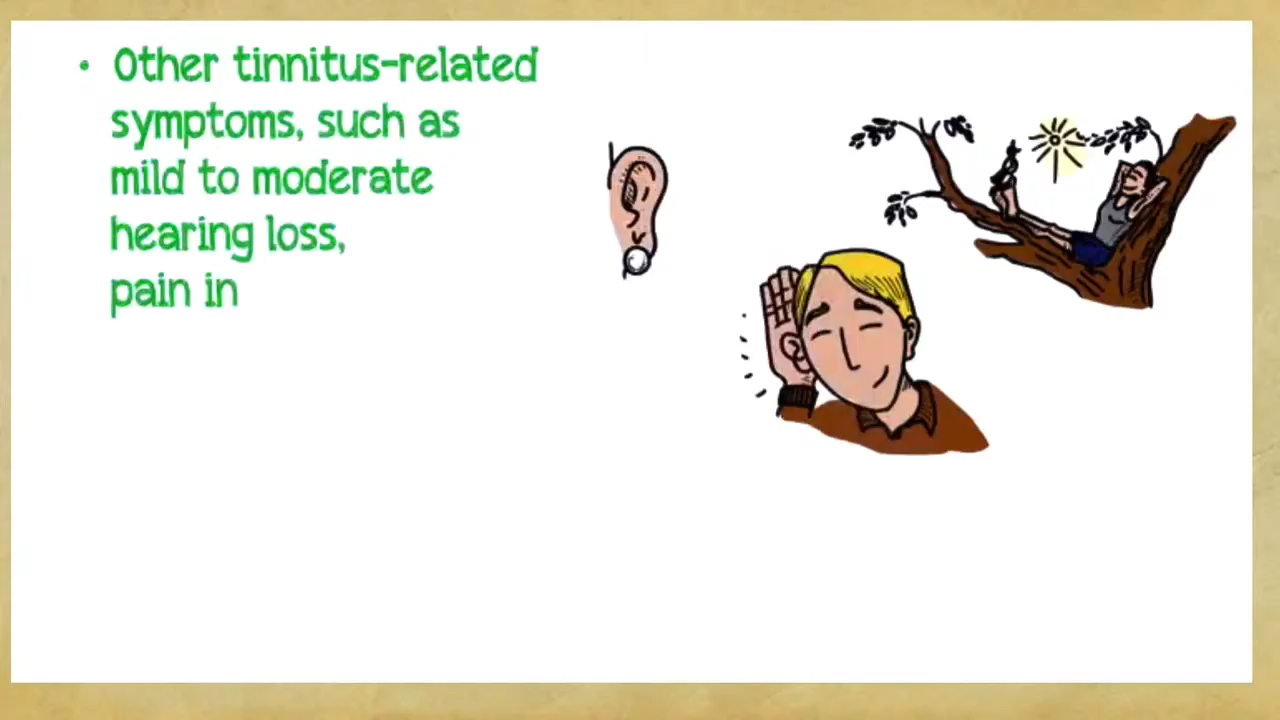 • Other tinnitus-related
symptoms, such as
mild to moderate
hearing loss,
pain in